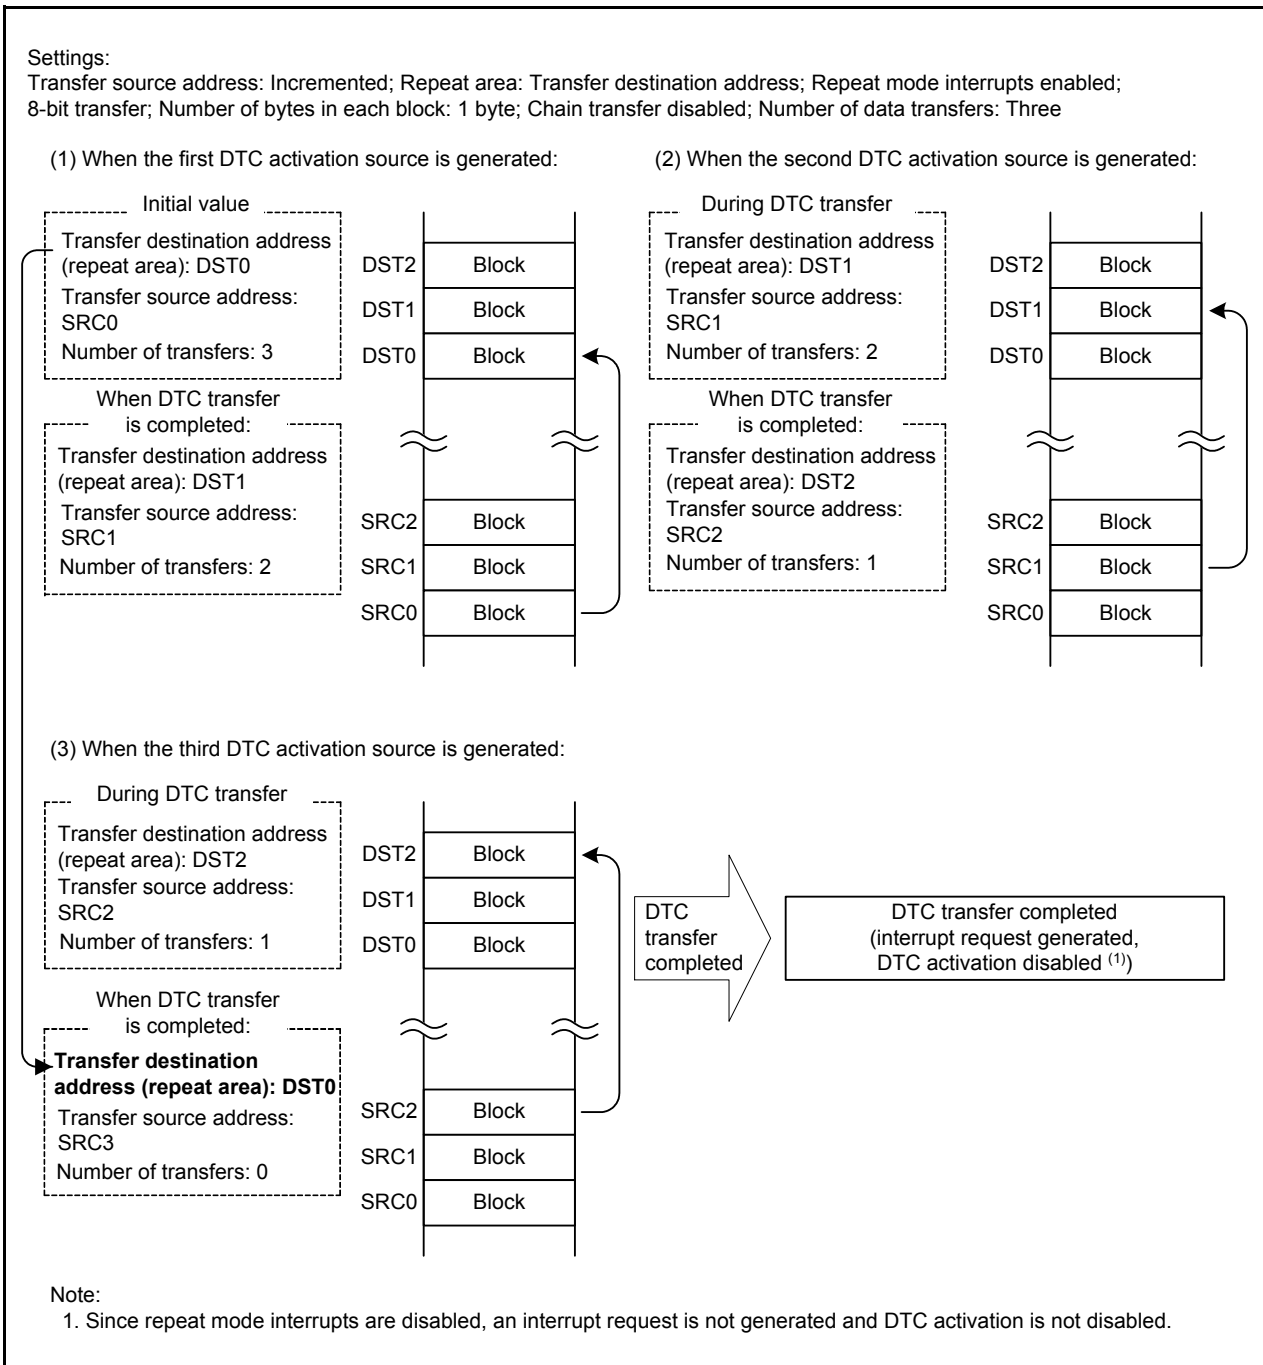 Settings:
Transfer source address: Incremented; Repeat area: Transfer destination address; Repeat mode interrupts enabled;
8-bit transfer; Number of bytes in each block: 1 byte; Chain transfer disabled; Number of data transfers: Three
(1) When the first DTC activation source is generated:
Initial value
Transfer destination address
(repeat area): DST0
Transfer source address:
SRC0
Number of transfers: 3
When DTC transfer
is completed:
Transfer destination address
(repeat area): DST1
Transfer source address:
SRC1
Number of transfers: 2
DST2 Block
DST1 Block
DST0 Block
SRC2 Block
SRC1 Block
SRC0 Block
(2) When the second DTC activation source is generated:
During DTC transfer
Transfer destination address
(repeat area): DST1
Transfer source address:
SRC1
Number of transfers: 2
When DTC transfer
is completed:
Transfer destination address
(repeat area): DST2
Transfer source address:
SRC2
Number of transfers: 1
DST2 Block
DST1 Block
DST0 Block
SRC2 Block
SRC1 Block
SRC0 Block
(3) When the third DTC activation source is generated:
During DTC transfer
Transfer destination address
(repeat area): DST2
Transfer source address:
SRC2
Number of transfers: 1
When DTC transfer
is completed:
Transfer destination
address (repeat area): DST0
Transfer source address:
SRC3
Number of transfers: 0
DST2 Block
DST1 Block
DST0 Block
SRC2 Block
SRC1 Block
SRC0 Block
DTC
transfer
completed
DTC transfer completed
(interrupt request generated,
DTC activation disabled (1))
Note:
1. Since repeat mode interrupts are disabled, an interrupt request is not generated and DTC activation is not disabled.